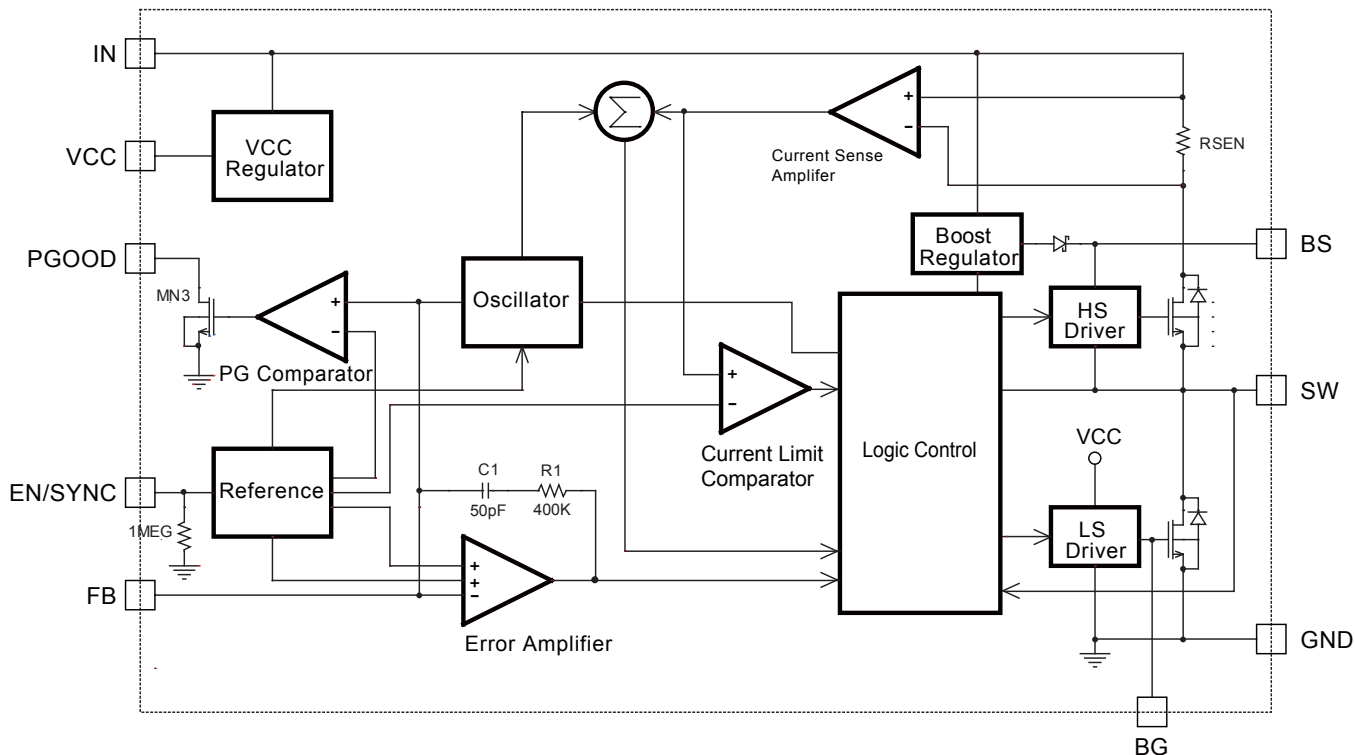 IN
VCC
Regulator
VCC
+
−
Current Sense
Amplifer
RSEN
Boost
Regulator
BS
PGOOD
MN3
+
−
PG Comparator
Oscillator
HS
Driver
+
−
Current Limit
Comparator
SW
Logic Control
VCC
EN/SYNC
Reference
1MEG
C1
50pF
R1
400K
LS
Driver
FB
+
+
−
Error Amplifier
GND
BG